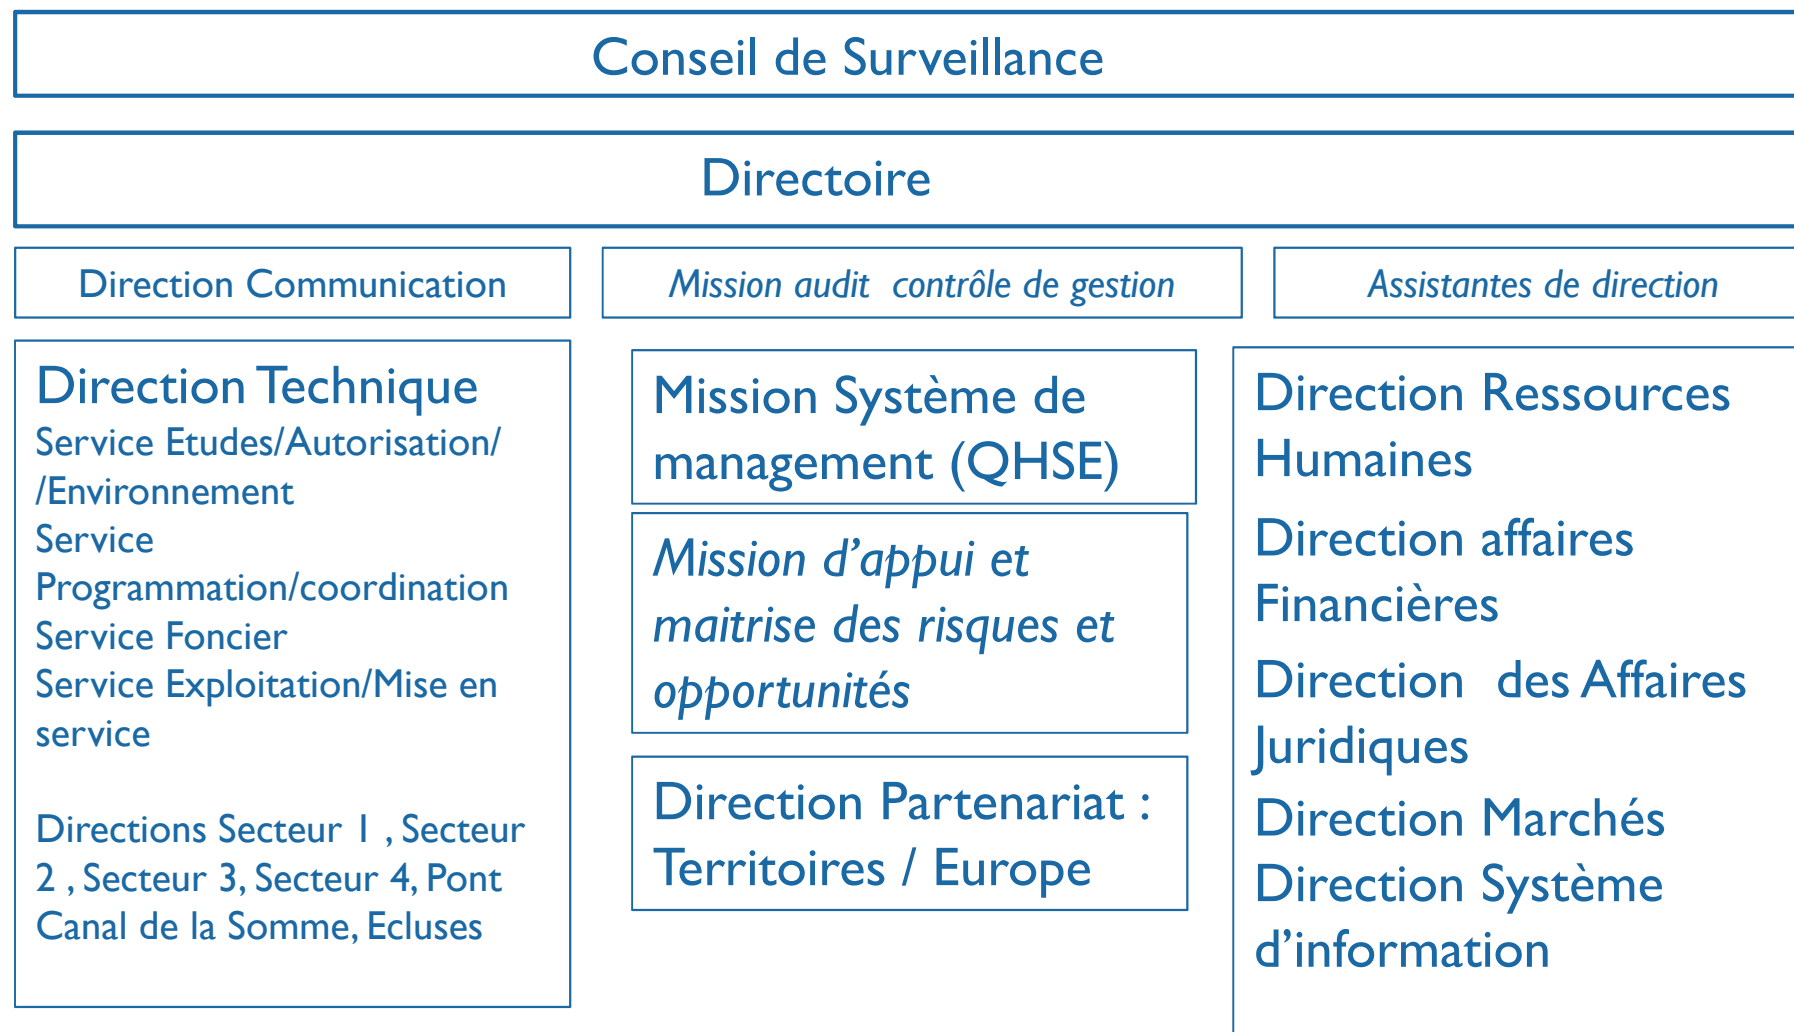 Conseil de Surveillance
Directoire
Direction Communication
Mission audit  contrôle de gestion
Assistantes de direction
Direction Technique
Service Etudes/Autorisation/
/Environnement
Service
Programmation/coordination
Service Foncier
Service Exploitation/Mise en
service
Directions Secteur 1 , Secteur
2 , Secteur 3, Secteur 4, Pont
Canal de la Somme, Ecluses
Mission Système de
management (QHSE)
Mission d’appui et
maitrise des risques et
opportunités
Direction Partenariat :
Territoires / Europe
Direction Ressources
Humaines
Direction affaires
Financières
Direction  des Affaires
Juridiques
Direction Marchés
Direction Système
d’information